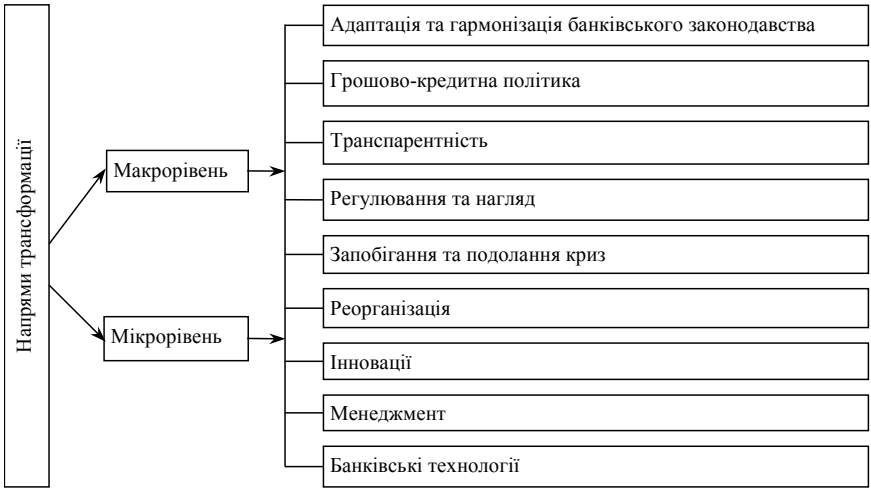 Напрями трансформації
Макрорівень
Мікрорівень
Адаптація та гармонізація банківського законодавства
Грошово-кредитна політика
Транспарентність
Регулювання та нагляд
Запобігання та подолання криз
Реорганізація
Інновації
Менеджмент
Банківські технології